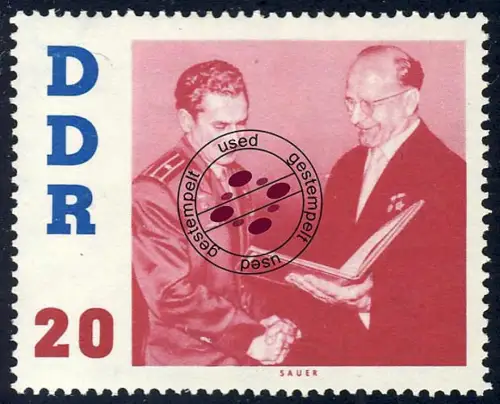 DDR
20
used
gestempelt
used
gestempelt
SAUER